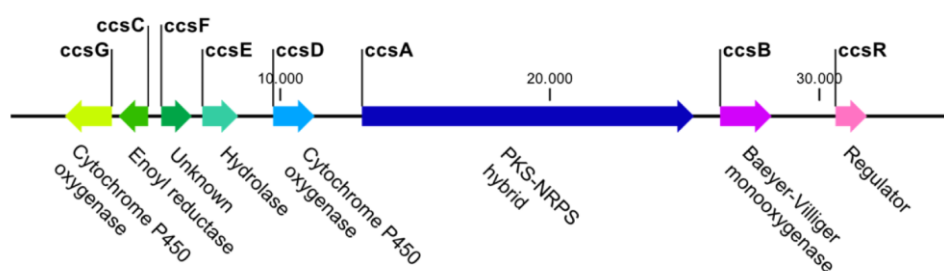 ccsC ccsF
ccsG ccsE ccsD ccsA ccsB ccsR
10.000 20.000 30.000
Cytochrome P450
oxygenase
Enoyl reductase
Unknown
Hydrolase
Cytochrome P450
oxygenase
PKS-NRPS
hybrid
Baeyer-Villiger
monooxygenase
Regulator